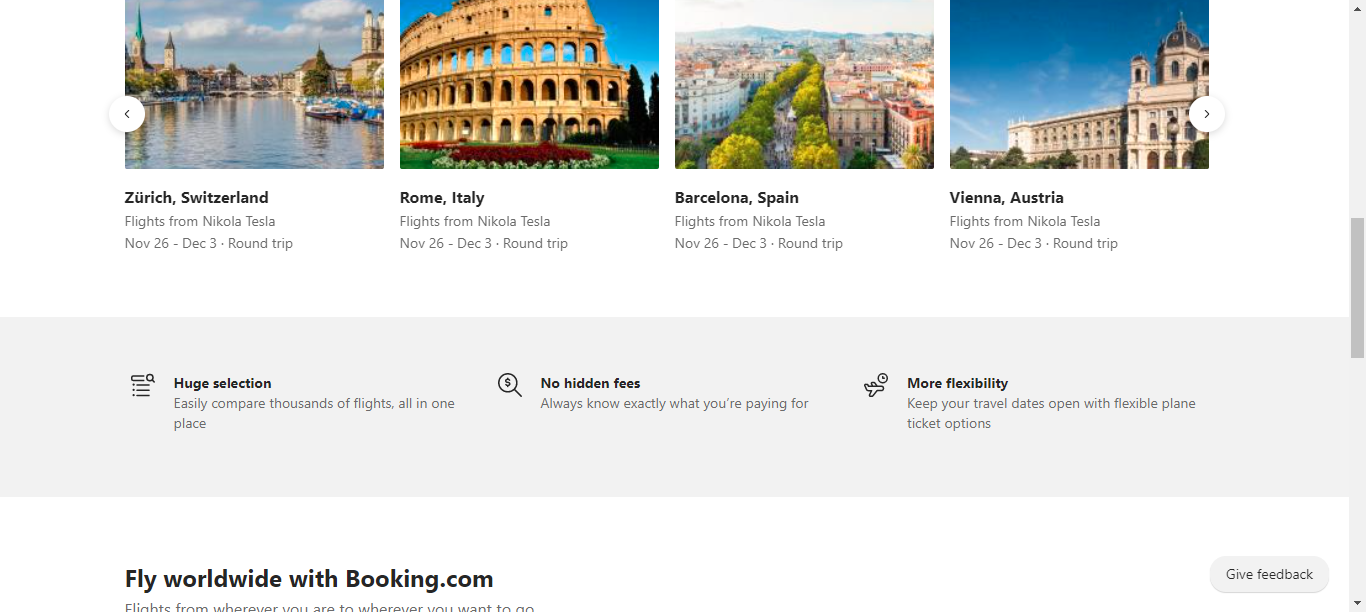 Zürich, Switzerland
Flights from Nikola Tesla
Nov 26 - Dec 3 · Round trip
Rome, Italy
Flights from Nikola Tesla
Nov 26 - Dec 3 · Round trip
Barcelona, Spain
Flights from Nikola Tesla
Nov 26 - Dec 3 · Round trip
Vienna, Austria
Flights from Nikola Tesla
Nov 26 - Dec 3 · Round trip
Huge selection
Easily compare thousands of flights, all in one
place
No hidden fees
Always know exactly what you’re paying for
More flexibility
Keep your travel dates open with flexible plane
ticket options
Fly worldwide with Booking.com
Flights from wherever you are to wherever you want to go
Give feedback